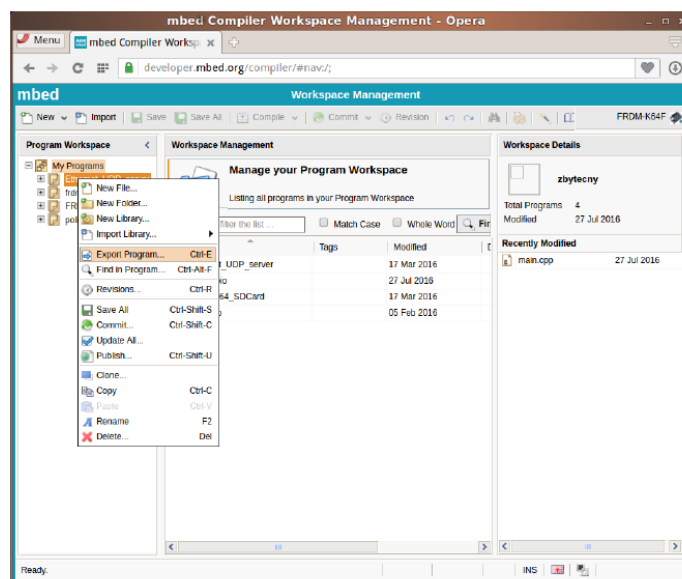 mbed Compiler Workspace Management - Opera
Menu mbed Compiler Worksp
developer.mbed.org/compiler/#nav:/;
mbed Workspace Management
New Import Save Save All Compile Commit Revision FRDM-K64F
Program Workspace < Workspace Management Workspace Details
My Programs
Manage your Program Workspace
Listing all programs in your Program Workspace
zbytecny
Total Programs 4
Modified 27 Jul 2016
filter the list ... Match Case Whole Word Fin
Tags Modified
Recently Modified
main.cpp 27 Jul 2016
_UDP_server 17 Mar 2016
27 Jul 2016
64_SDCard 17 Mar 2016
05 Feb 2016
New File...
New Folder...
New Library...
Import Library...
Export Program... Ctrl-E
Find in Program... Ctrl-Alt-F
Revisions... Ctrl-R
Save All Ctrl-Shift-S
Commit... Ctrl-Shift-C
Update All...
Publish... Ctrl-Shift-U
Clone...
Copy Ctrl-C
Paste Ctrl-V
Rename F2
Delete... Del
Ready. INS